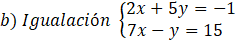 b) Igualación {2x + 5y = −1
7x − y = 15